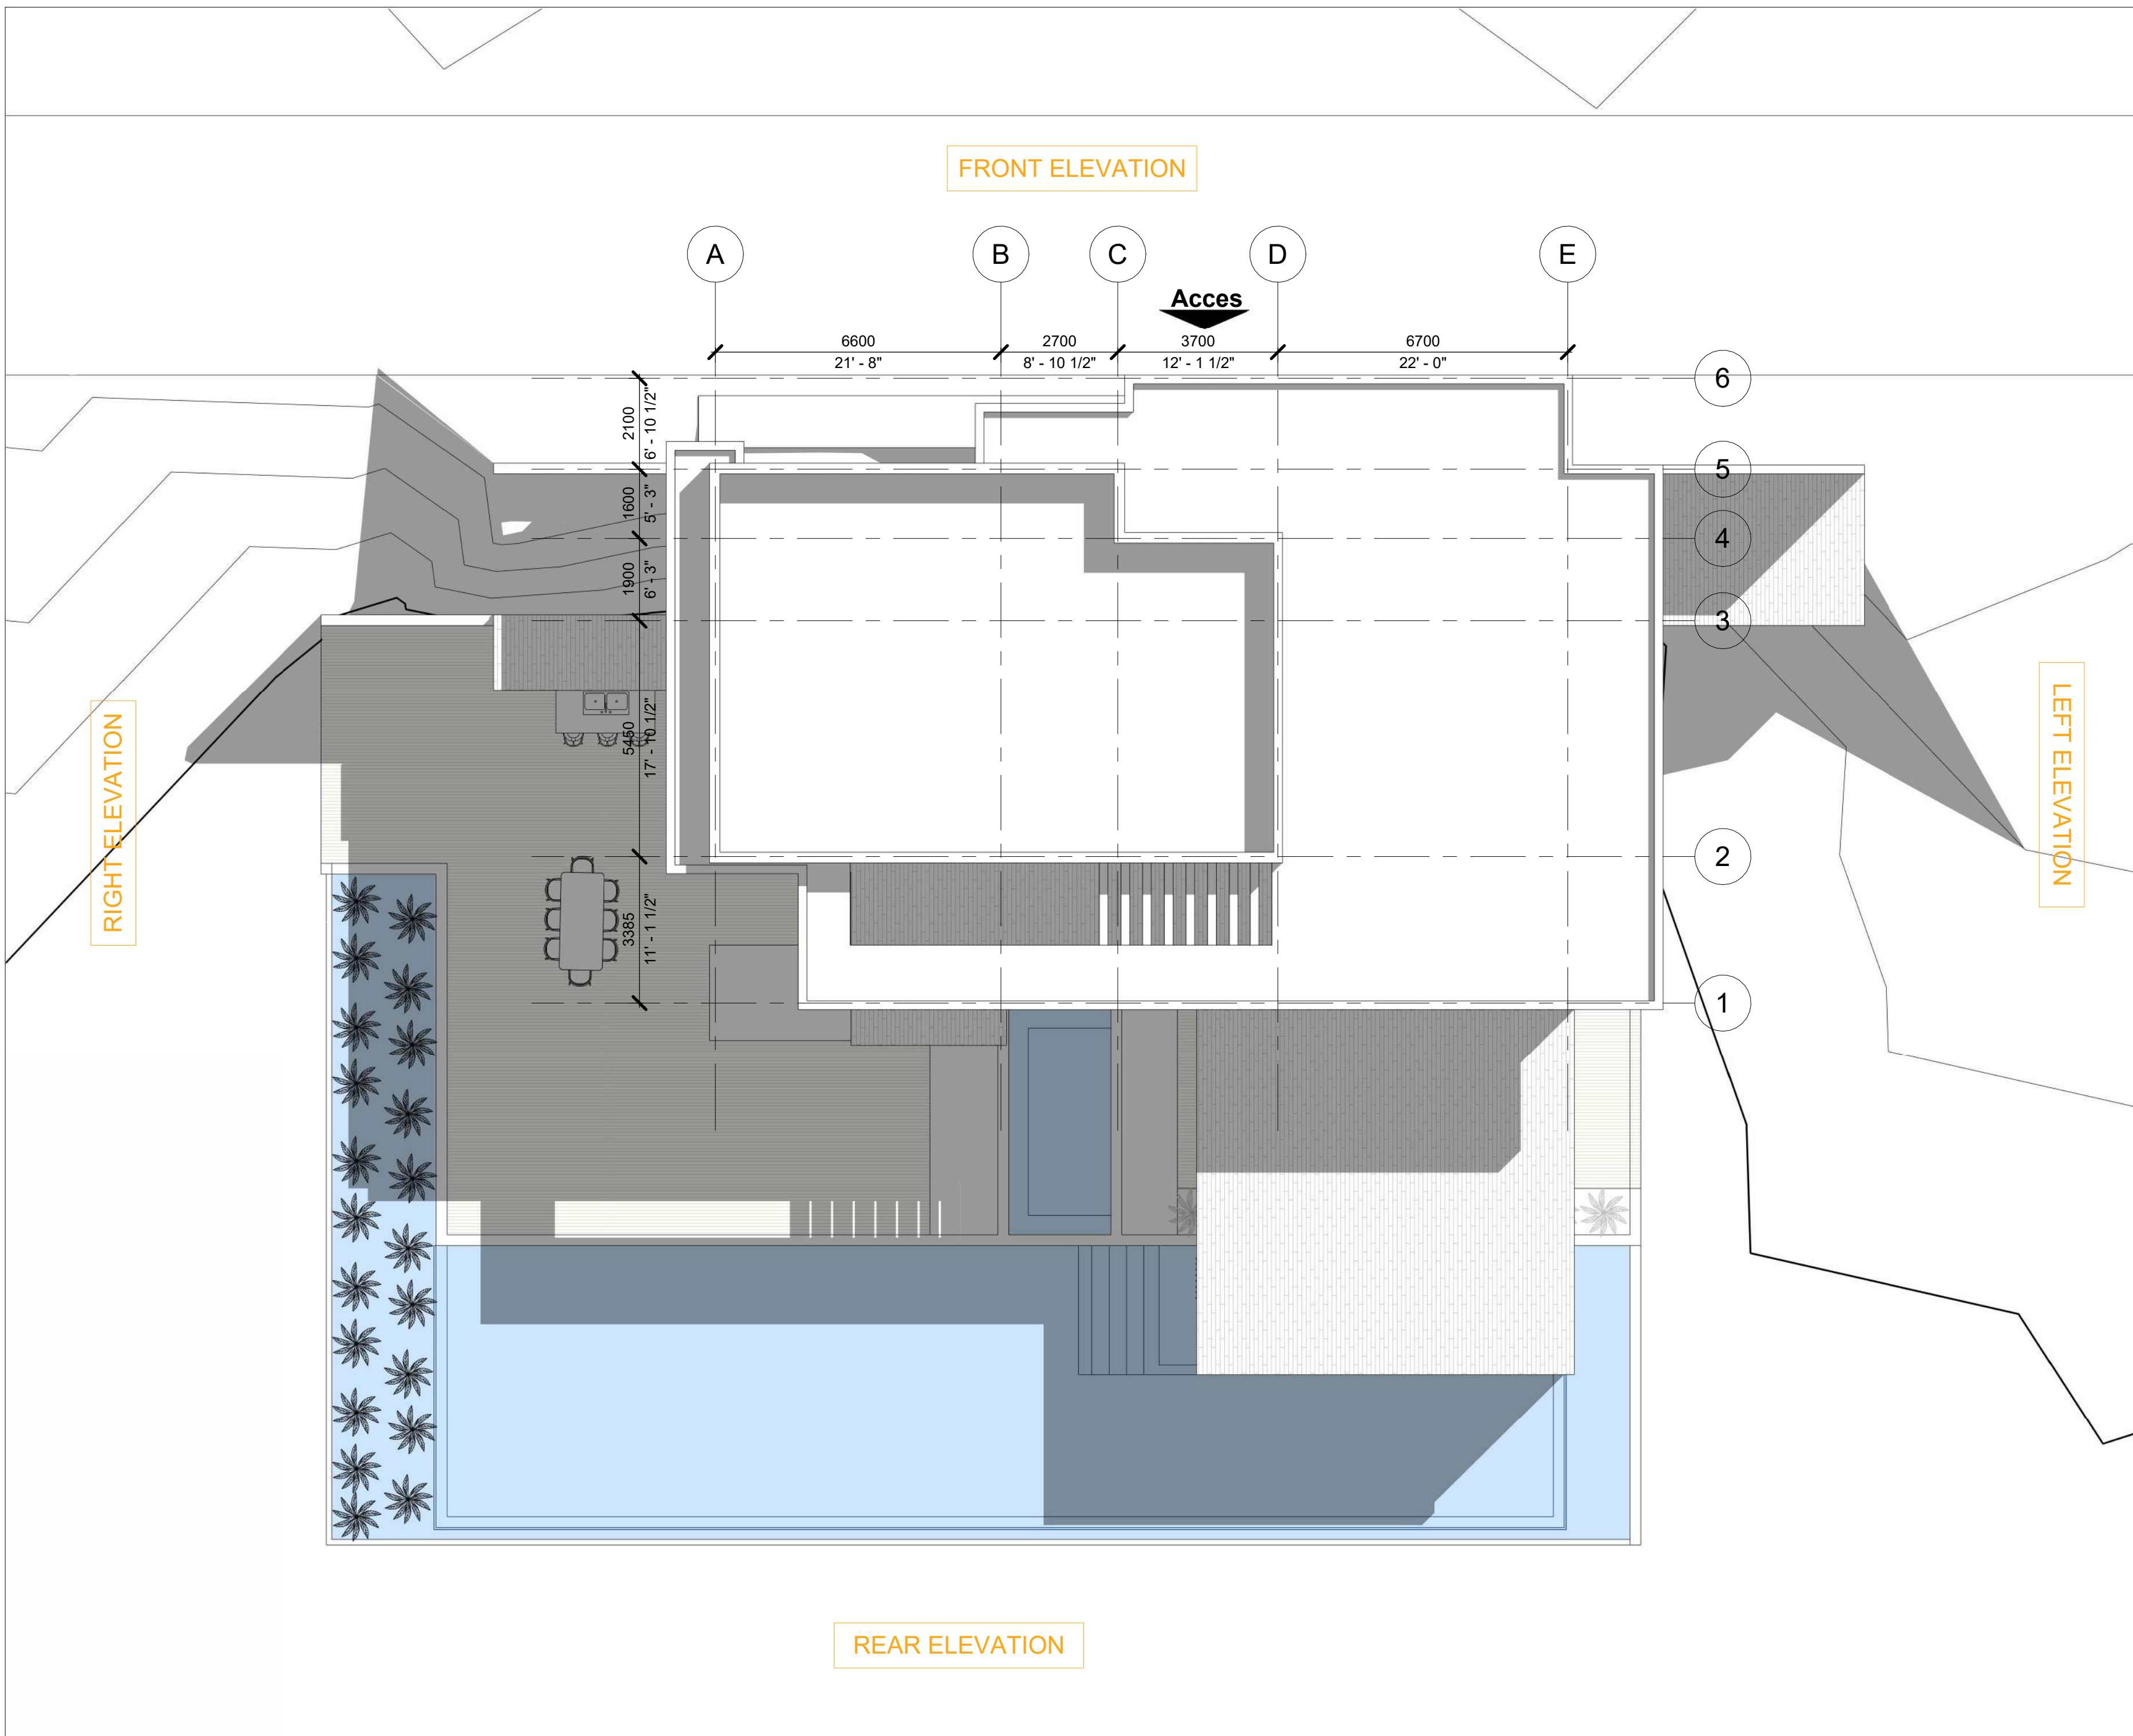 FRONT ELEVATION
A
B
C
D
E
Acces
6600
2700
3700
6700
21' - 8"
8' - 10 1/2"
12' - 1 1/2"
22' - 0"
6
5
4
3
2
1
2100
6' - 10 1/2"
1600
5' - 3"
1900
6' - 3"
5450
17' - 10 1/2"
3385
11' - 1 1/2"
RIGHT ELEVATION
LEFT ELEVATION
REAR ELEVATION